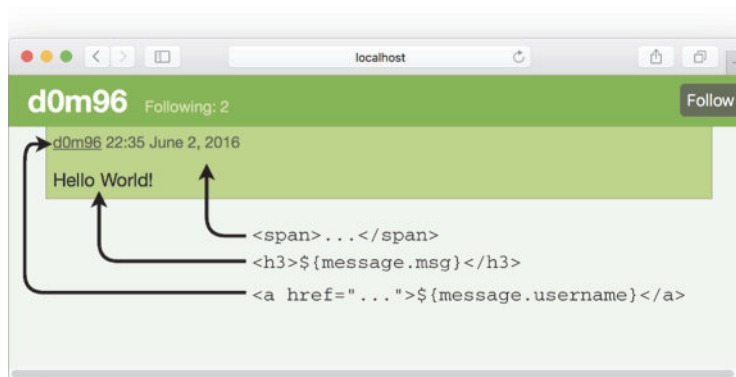 localhost
d0m96 Following: 2
Follow
d0m96 22:35 June 2, 2016
Hello World!
<span>...</span>
<h3>${message.msg}</h3>
<a href="...">${message.username}</a>